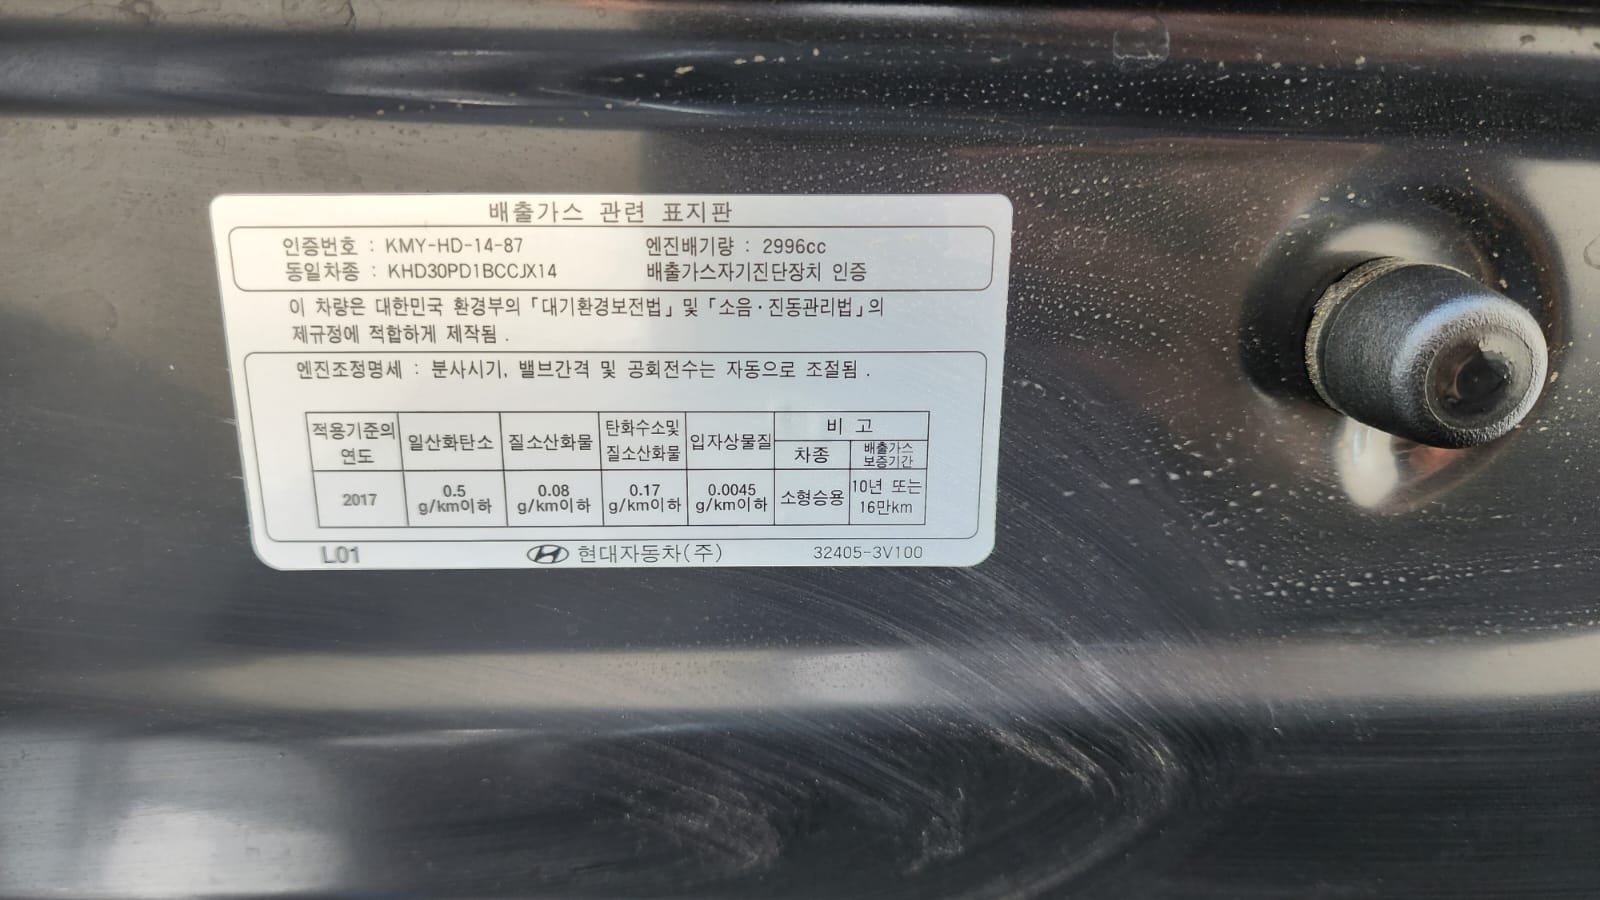 배출가스 관련 표지판
인증번호 : KMY-HD-14-87 엔진배기량 : 2996cc
동일차종 : KHD30PD1BCCJX14 배출가스자기진단장치 인증
이 차량은 대한민국 환경부의 「대기환경보전법」 및 「소음·진동관리법」의
제규정에 적합하게 제작됨 .
엔진조정명세 : 분사시기, 밸브간격 및 공회전수는 자동으로 조절됨 .
적용기준의 연도 일산화탄소 질소산화물 탄화수소및 질소산화물 입자상물질 비 고
차종 배출가스 보증기간
2017 0.5 g/km이하 0.08 g/km이하 0.17 g/km이하 0.0045 g/km이하 소형승용 10년 또는 16만km
L01 현대자동차(주) 32405-3V100